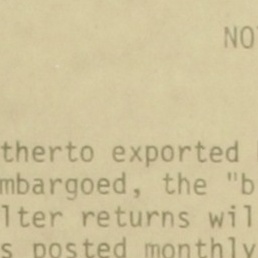 NO
therto exported
mbargoed, the "b
lter returns wil
s posted monthly